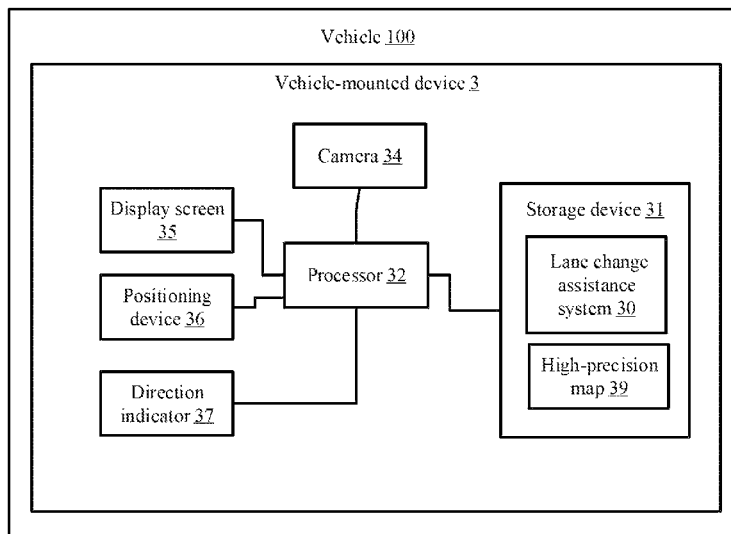 Vehicle 100
Vehicle-mounted device 3
Camera 34
Display screen
35
Storage device 31
Processor 32
Lane change
assistance
system 30
Positioning
device 36
High-precision
map 39
Direction
indicator 37